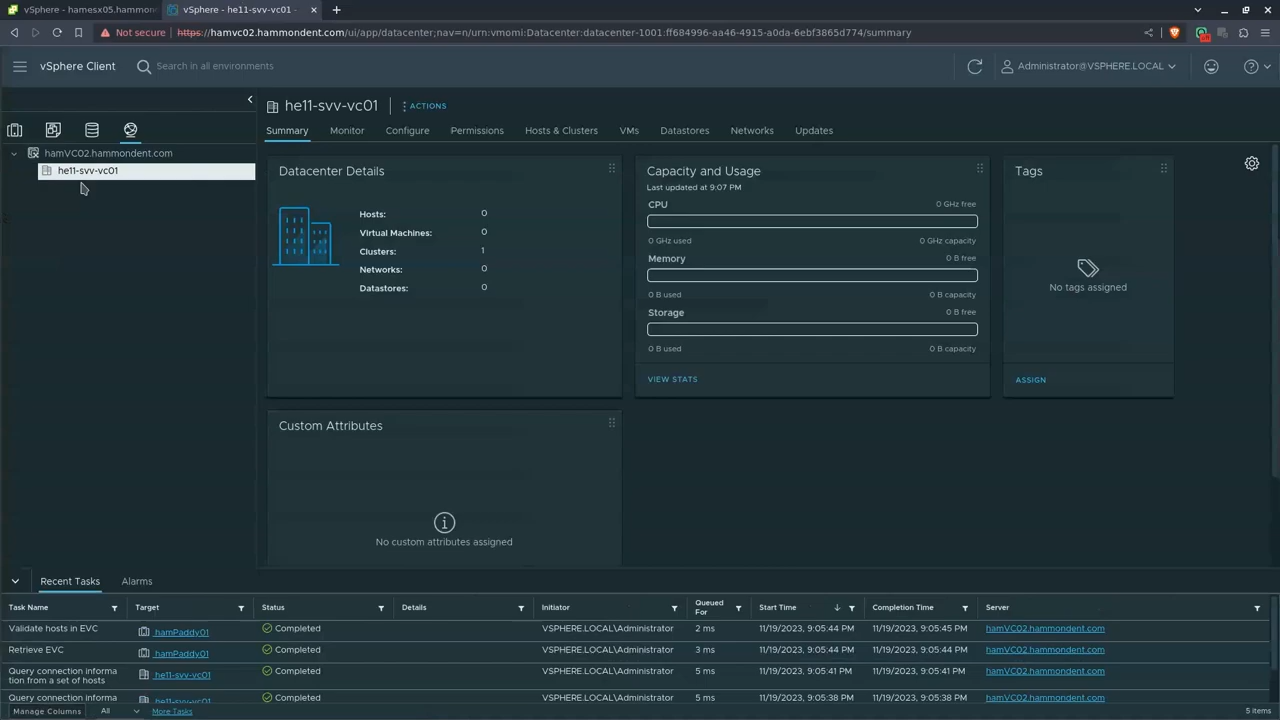 vSphere - hamesx05.hammon
vSphere - he11-svv-vc01 -
Not secure
https://hamvc02.hammondent.com/ui/app/datacenter;nav=n/urn:vmomi:Datacenter:datacenter-1001:ff684996-aa46-4915-a0da-6ebf3865d774/summary
vSphere Client
Search in all environments
Administrator@VSPHERE.LOCAL
he11-svv-vc01
ACTIONS
Summary
Monitor
Configure
Permissions
Hosts & Clusters
VMs
Datastores
Networks
Updates
hamVC02.hammondent.com
he11-svv-vc01
Datacenter Details
Hosts: 0
Virtual Machines: 0
Clusters: 1
Networks: 0
Datastores: 0
Capacity and Usage
Last updated at 9:07 PM
CPU 0 GHz free
0 GHz used 0 GHz capacity
Memory 0 B free
0 B used 0 B capacity
Storage 0 B free
0 B used 0 B capacity
VIEW STATS
Tags
No tags assigned
ASSIGN
Custom Attributes
No custom attributes assigned
Recent Tasks
Alarms
Task Name Target Status Details Initiator Queued For Start Time Completion Time Server
Validate hosts in EVC hamPaddy01 Completed VSPHERE.LOCAL\Administrator 2 ms 11/19/2023, 9:05:44 PM 11/19/2023, 9:05:45 PM hamVC02.hammondent.com
Retrieve EVC hamPaddy01 Completed VSPHERE.LOCAL\Administrator 3 ms 11/19/2023, 9:05:44 PM 11/19/2023, 9:05:44 PM hamVC02.hammondent.com
Query connection informa
tion from a set of hosts he11-svv-vc01 Completed VSPHERE.LOCAL\Administrator 5 ms 11/19/2023, 9:05:41 PM 11/19/2023, 9:05:41 PM hamVC02.hammondent.com
Query connection informa he11-svv-vc01 Completed VSPHERE.LOCAL\Administrator 5 ms 11/19/2023, 9:05:38 PM 11/19/2023, 9:05:38 PM hamVC02.hammondent.com
Manage Columns All More Tasks 5 items